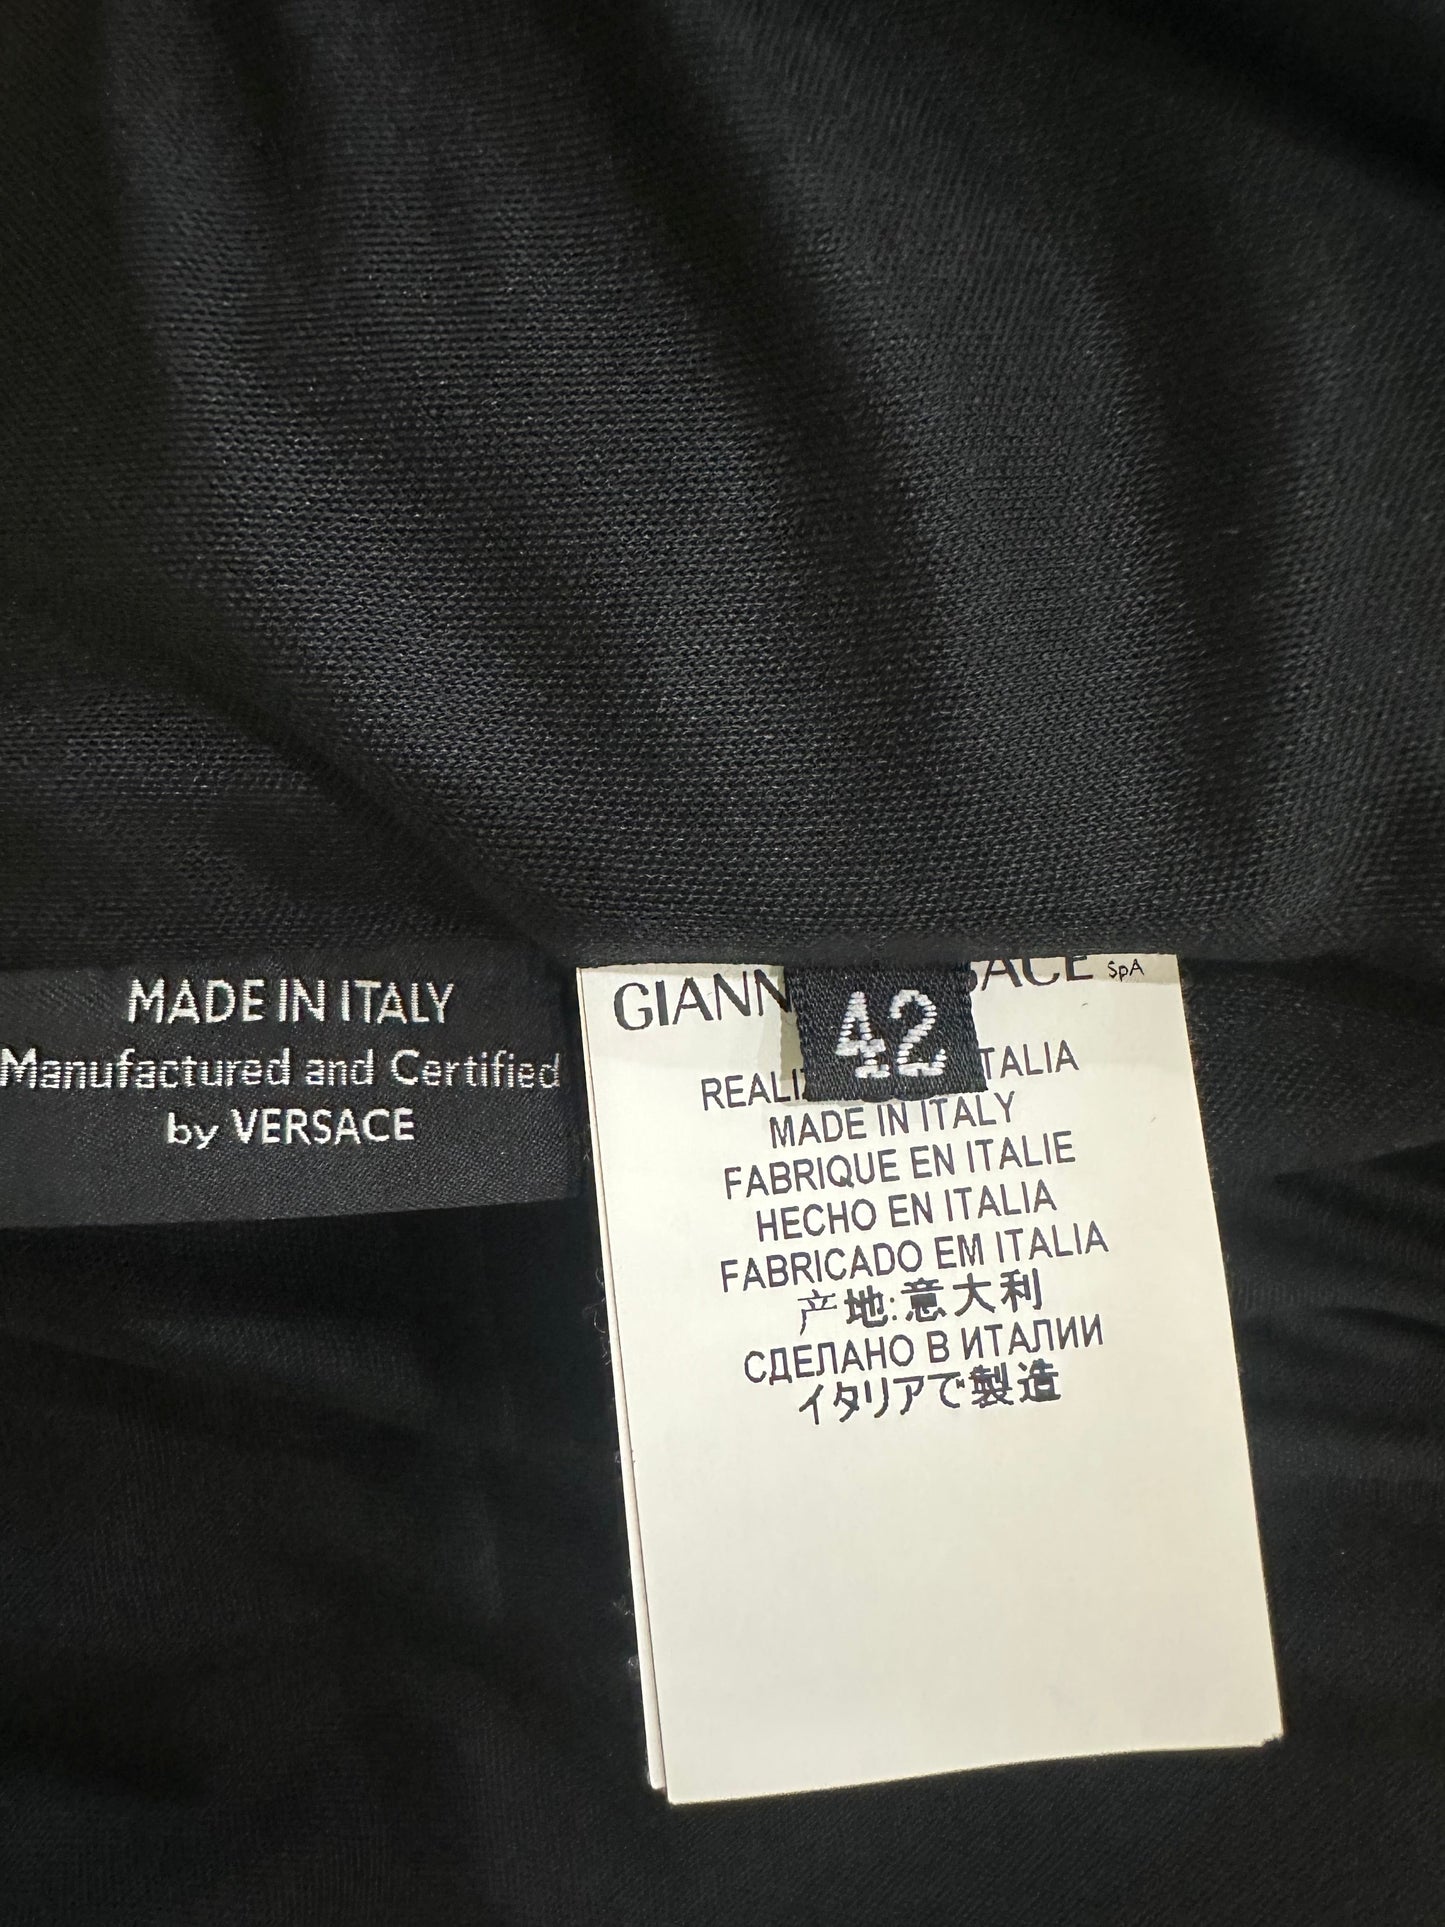 MADE IN ITALY
Manufactured and Certified
by VERSACE
GIANN SACE SpA
42
REALI TALIA
MADE IN ITALY
FABRIQUE EN ITALIE
HECHO EN ITALIA
FABRICADO EM ITALIA
产地:意大利
СДЕЛАНО В ИТАЛИИ
イタリアで製造